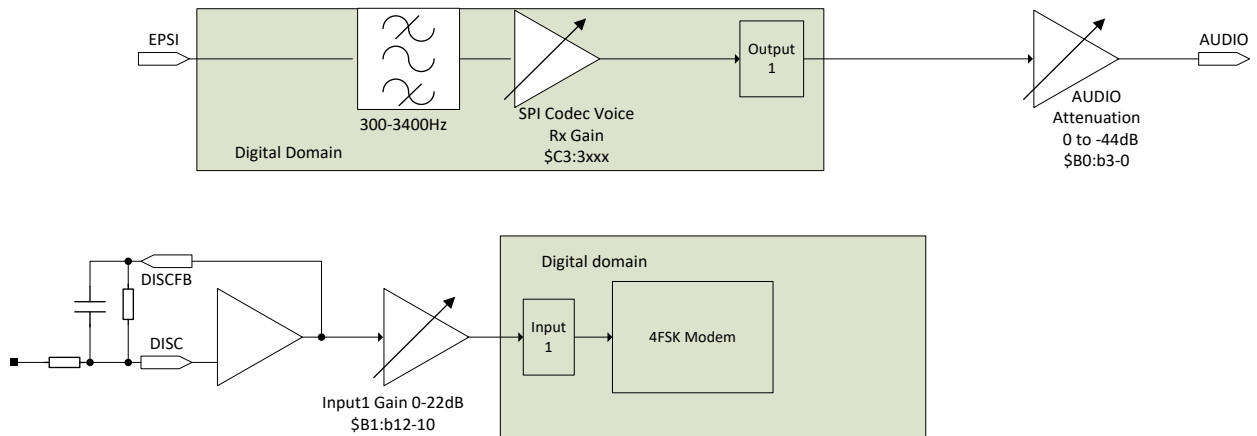 EPSI
300-3400Hz
Digital Domain
SPI Codec Voice
Rx Gain
$C3:3xxx
Output
1
AUDIO
Attenuation
0 to -44dB
$B0:b3-0
AUDIO
DISCFB
DISC
Input1 Gain 0-22dB
$B1:b12-10
Digital domain
Input
1
4FSK Modem